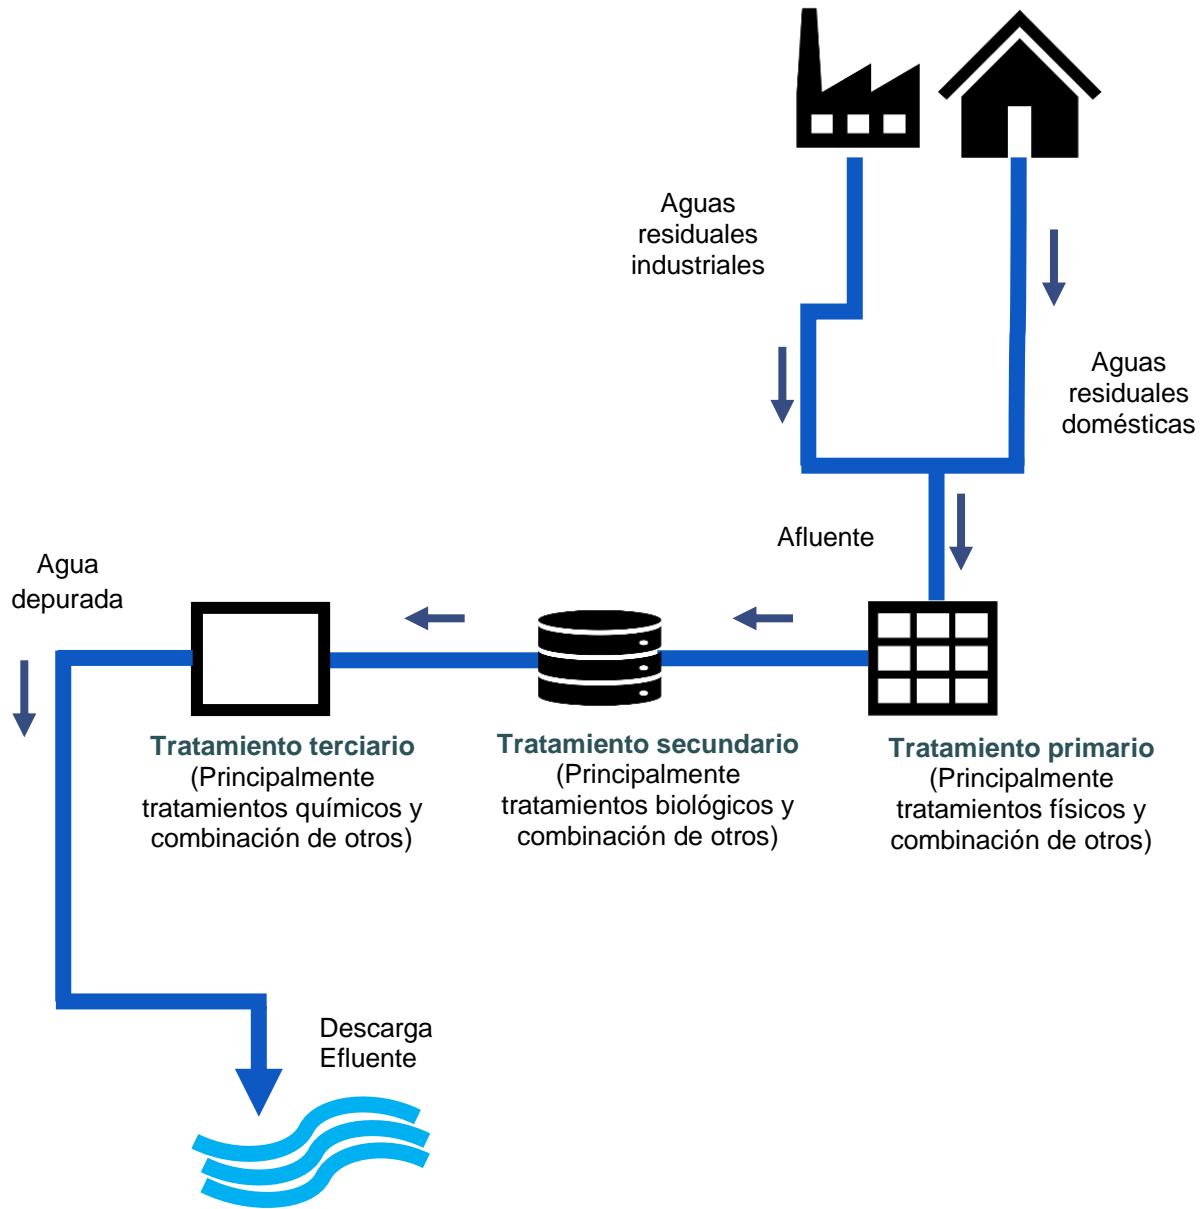 Aguas
residuales
industriales
Aguas
residuales
domésticas
Afluente
Agua
depurada
Tratamiento terciario
(Principalmente
tratamientos químicos y
combinación de otros)
Tratamiento secundario
(Principalmente
tratamientos biológicos y
combinación de otros)
Tratamiento primario
(Principalmente
tratamientos físicos y
combinación de otros)
Descarga
Efluente